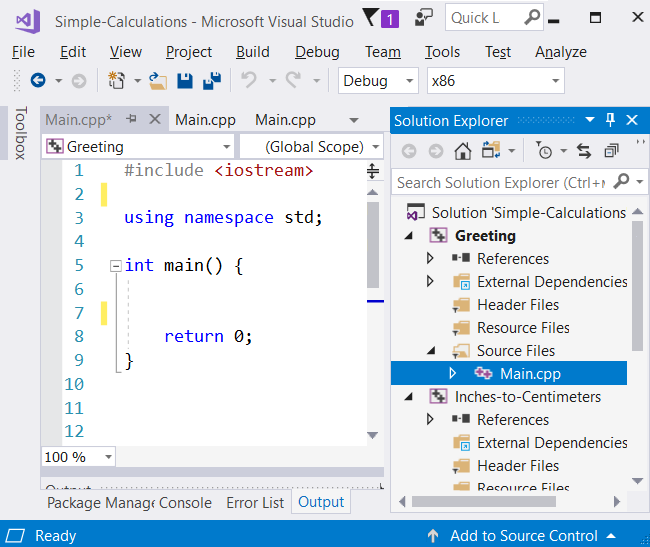 Simple-Calculations - Microsoft Visual Studio 1 Quick L
File Edit View Project Build Debug Team Tools Test Analyze
Debug x86
Toolbox
Main.cpp* Main.cpp Main.cpp
Greeting (Global Scope)
1 #include <iostream>
2
3 using namespace std;
4
5 int main() {
6
7
8 return 0;
9 }
10
11
12
100 %
Output
Package Manage Console Error List Output
Solution Explorer
Search Solution Explorer (Ctrl+
Solution 'Simple-Calculations
Greeting
References
External Dependencies
Header Files
Resource Files
Source Files
Main.cpp
Inches-to-Centimeters
References
External Dependencies
Header Files
Resource Files
Ready Add to Source Control